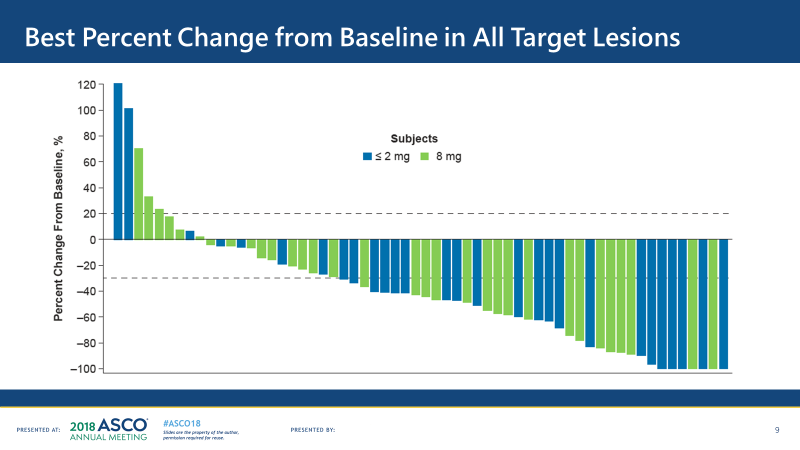 Best Percent Change from Baseline in All Target Lesions
Percent Change From Baseline, %
120
100
80
60
40
20
0
–20
–40
–60
–80
–100
Subjects
≤ 2 mg
8 mg
PRESENTED AT:
2018 ASCO
ANNUAL MEETING
#ASCO18
Slides are the property of the author,
permission required for reuse.
PRESENTED BY:
9